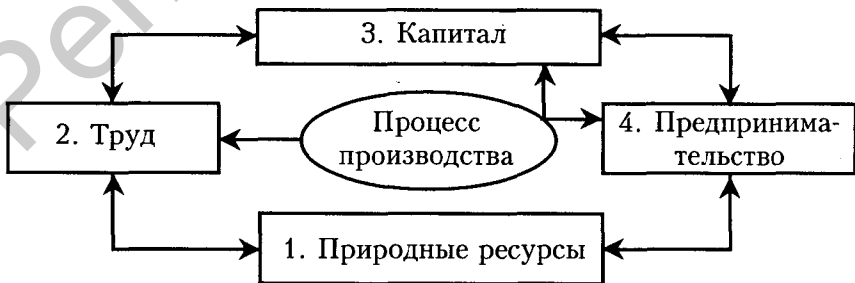 3. Капитал
2. Труд
Процесс
производства
4. Предпринима-
тельство
1. Природные ресурсы